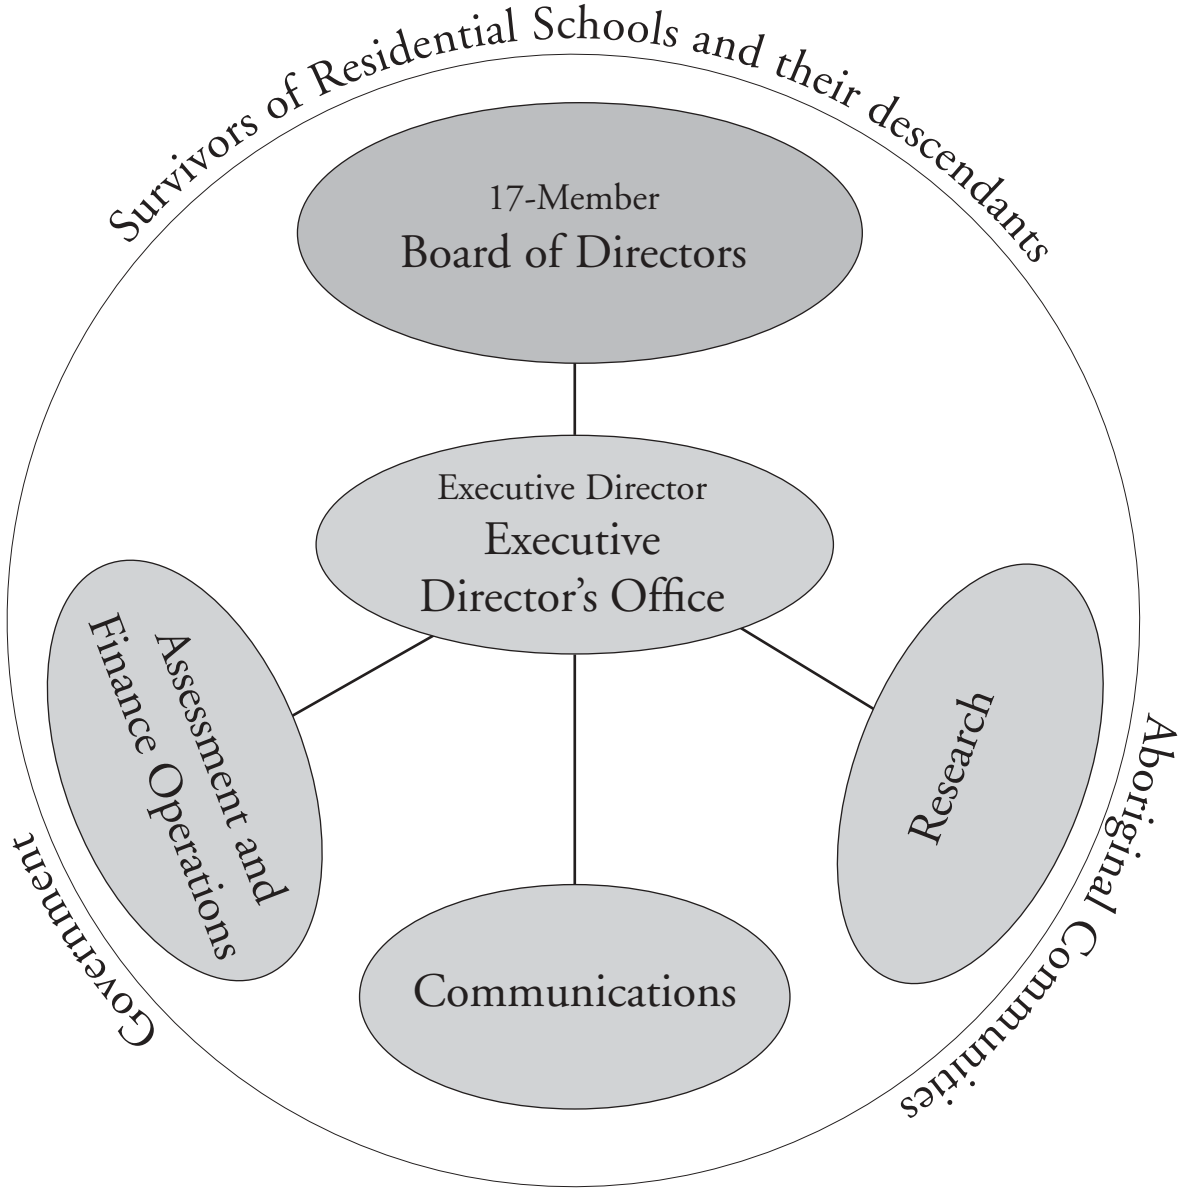 Survivors of Residential Schools and their descendants
17-Member
Board of Directors
Executive Director
Executive
Director’s Office
Assessment and
Finance Operations
Research
Communications
Government
Aboriginal Communities